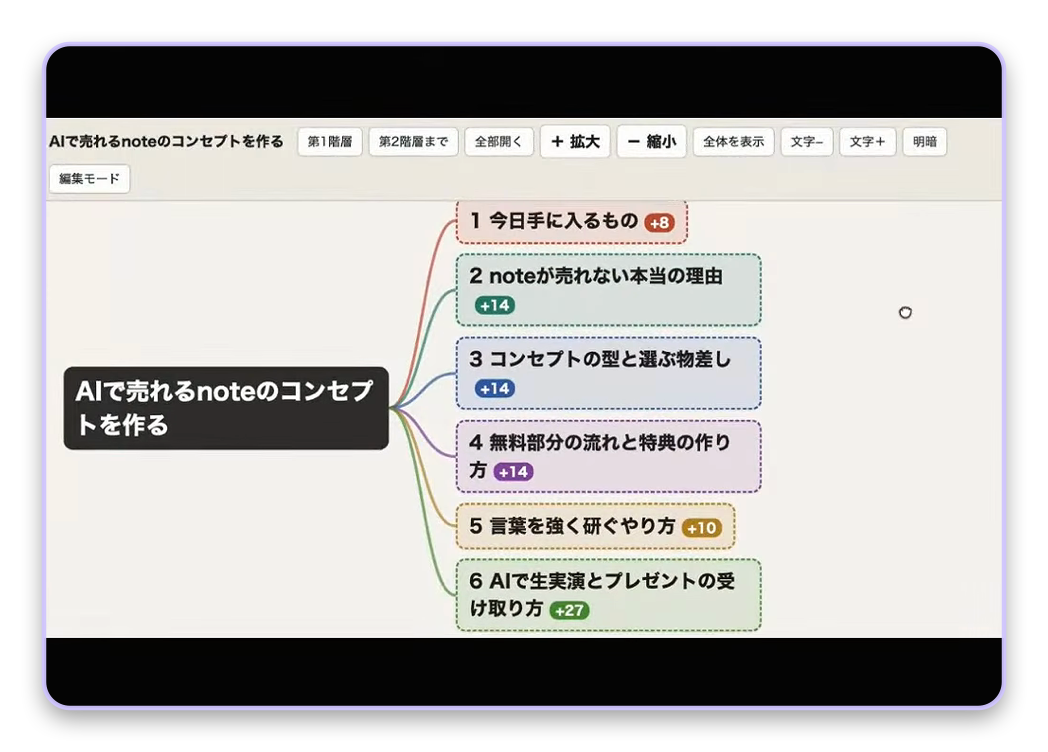 AIで売れるnoteのコンセプトを作る 第1階層 第2階層まで 全部開く + 拡大 − 縮小 全体を表示 文字− 文字+ 明暗
編集モード
1 今日手に入るもの +8
2 noteが売れない本当の理由
+14
3 コンセプトの型と選ぶ物差し
+14
AIで売れるnoteのコンセプ
トを作る
4 無料部分の流れと特典の作り
方 +14
5 言葉を強く研ぐやり方 +10
6 AIで生実演とプレゼントの受
け取り方 +27